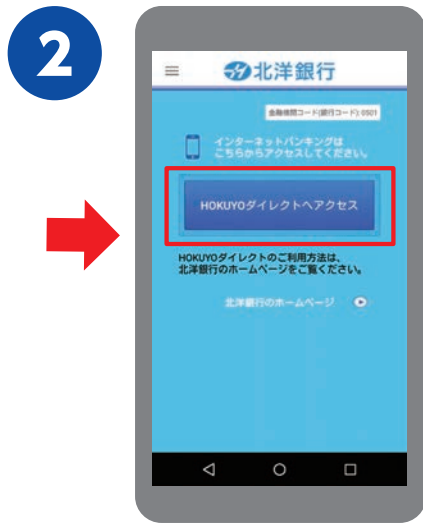 2
北洋銀行
金融機関コード(銀行コード):0501
インターネットバンキングは
こちらからアクセスしてください。
HOKUYOダイレクトへアクセス
HOKUYOダイレクトのご利用方法は、
北洋銀行のホームページをご覧ください。
北洋銀行のホームページ